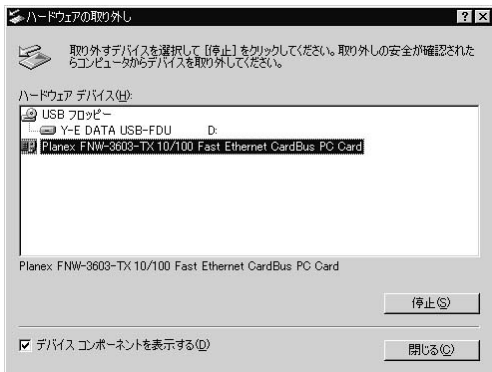 ハードウェアの取り外し
取り外すデバイスを選択して [停止] をクリックしてください。取り外しの安全が確認された
らコンピュータからデバイスを取り外してください。
ハードウェア デバイス(H):
USB フロッピー
Y-E DATA USB-FDU D:
Planex FNW-3603-TX 10/100 Fast Ethernet CardBus PC Card
Planex FNW-3603-TX 10/100 Fast Ethernet CardBus PC Card
停止(S)
デバイス コンポーネントを表示する(D)
閉じる(C)